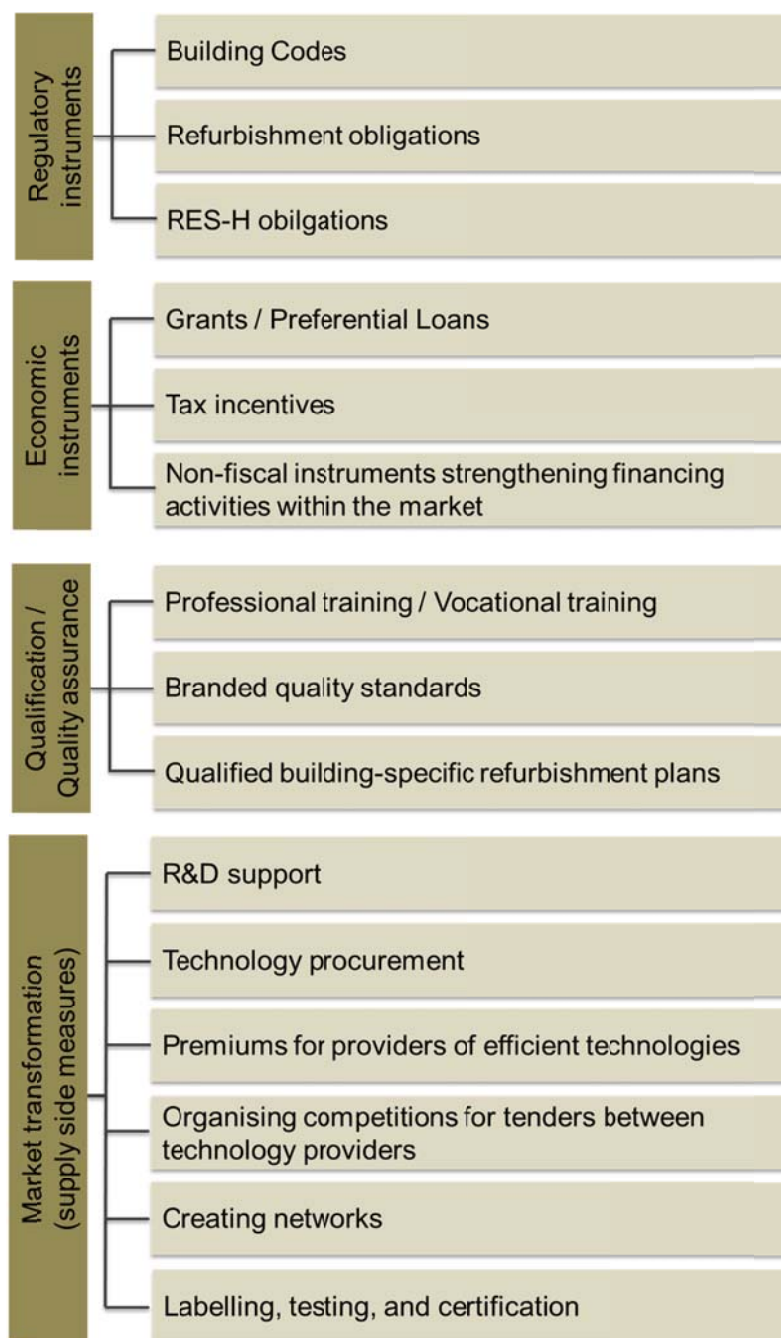 Regulatory
instruments
Building Codes
Refurbishment obligations
RES-H obilgations
Economic
instruments
Grants / Preferential Loans
Tax incentives
Non-fiscal instruments strengthening financing
activities within the market
Qualification /
Quality assurance
Professional training / Vocational training
Branded quality standards
Qualified building-specific refurbishment plans
Market transformation
(supply side measures)
R&D support
Technology procurement
Premiums for providers of efficient technologies
Organising competitions for tenders between
technology providers
Creating networks
Labelling, testing, and certification